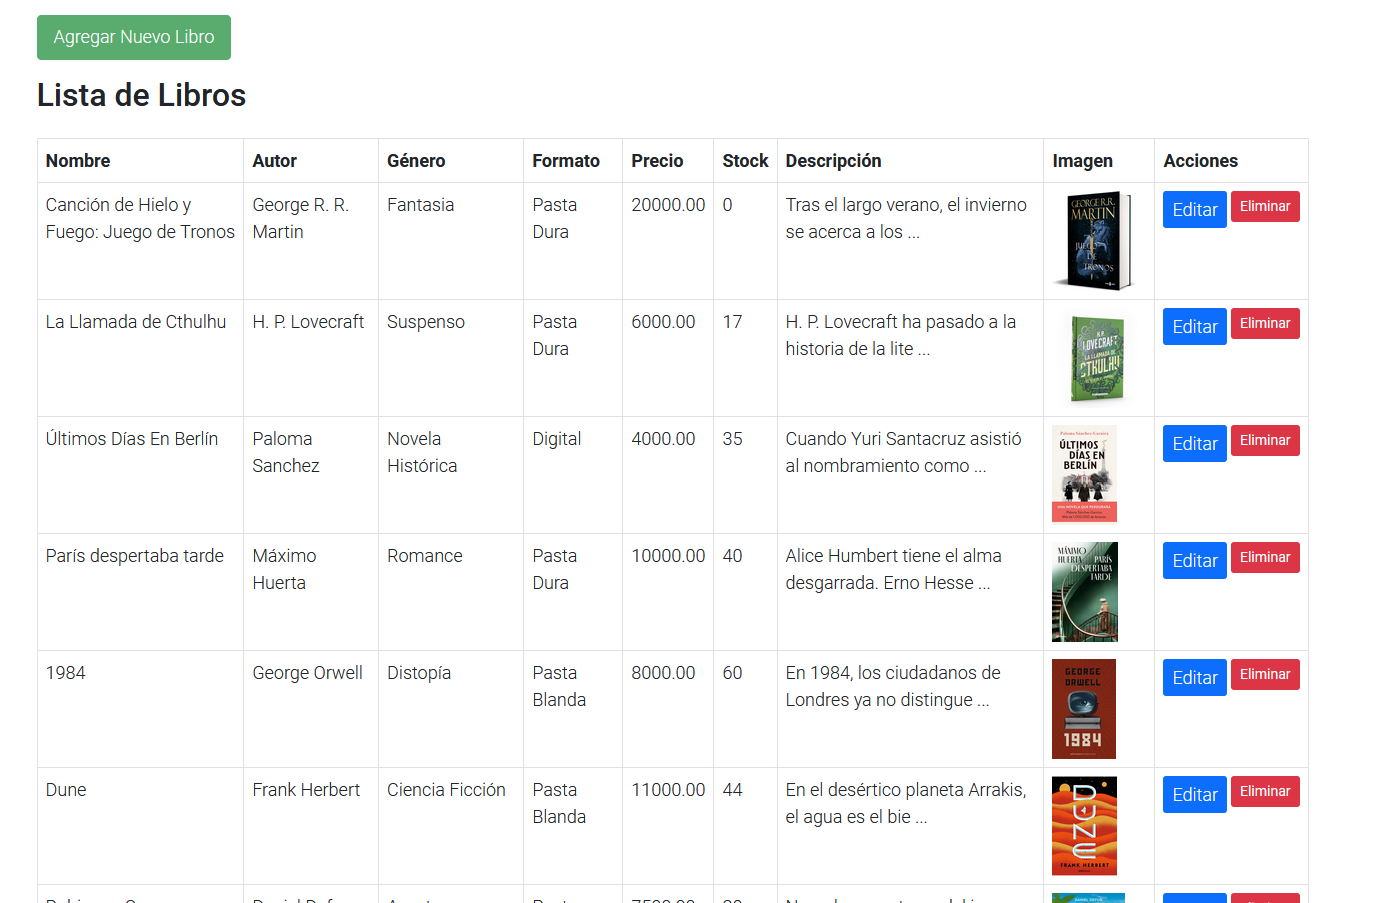 Agregar Nuevo Libro
Lista de Libros
Nombre Autor Género Formato Precio Stock Descripción Imagen Acciones
Canción de Hielo y
Fuego: Juego de Tronos
George R. R.
Martin
Fantasia
Pasta
Dura
20000.00
0
Tras el largo verano, el invierno
se acerca a los ...
GEORGE R.R.
MARTIN
JUEGO
DE
TRONOS
Editar
Eliminar
La Llamada de Cthulhu
H. P. Lovecraft
Suspenso
Pasta
Dura
6000.00
17
H. P. Lovecraft ha pasado a la
historia de la lite ...
H.P.
LOVECRAFT
LA LLAMADA DE
CTHULHU
Editar
Eliminar
Últimos Días En Berlín
Paloma
Sanchez
Novela
Histórica
Digital
4000.00
35
Cuando Yuri Santacruz asistió
al nombramiento como ...
Paloma Sánchez-Garnica
ÚLTIMOS
DÍAS EN
BERLÍN
Editar
Eliminar
París despertaba tarde
Máximo
Huerta
Romance
Pasta
Dura
10000.00
40
Alice Humbert tiene el alma
desgarrada. Erno Hesse ...
MÁXIMO
HUERTA
PARÍS
DESPERTABA
TARDE
Editar
Eliminar
1984
George Orwell
Distopía
Pasta
Blanda
8000.00
60
En 1984, los ciudadanos de
Londres ya no distingue ...
GEORGE
ORWELL
1984
Editar
Eliminar
Dune
Frank Herbert
Ciencia Ficción
Pasta
Blanda
11000.00
44
En el desértico planeta Arrakis,
el agua es el bie ...
DUNE
FRANK HERBERT
Editar
Eliminar